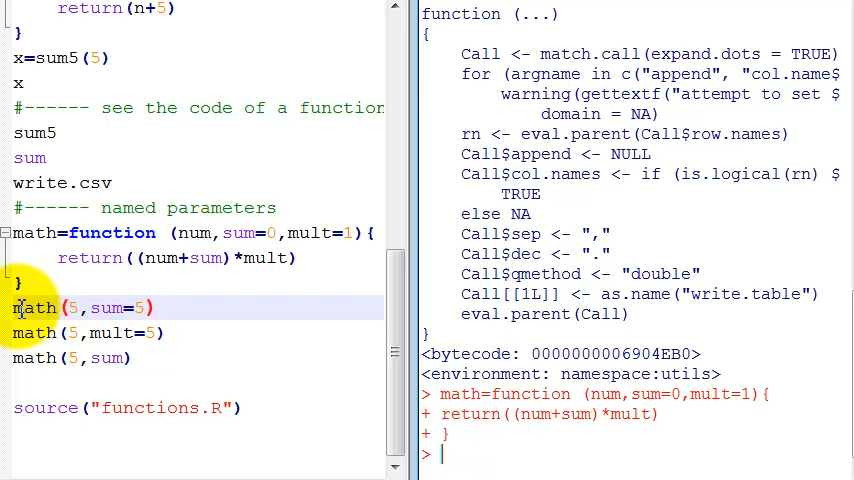 return(n+5)
}
x=sum5(5)
x
#------ see the code of a function
sum5
sum
write.csv
#------ named parameters
math=function (num,sum=0,mult=1){
return((num+sum)*mult)
}
math(5,sum=5)
math(5,mult=5)
math(5,sum)
source("functions.R")
function (...)
{
Call <- match.call(expand.dots = TRUE)
for (argname in c("append", "col.name$
warning(gettextf("attempt to set $
domain = NA)
rn <- eval.parent(Call$row.names)
Call$append <- NULL
Call$col.names <- if (is.logical(rn) $
TRUE
else NA
Call$sep <- ","
Call$dec <- "."
Call$qmethod <- "double"
Call[[1L]] <- as.name("write.table")
eval.parent(Call)
}
<bytecode: 0000000006904EB0>
<environment: namespace:utils>
> math=function (num,sum=0,mult=1){
+ return((num+sum)*mult)
+ }
>